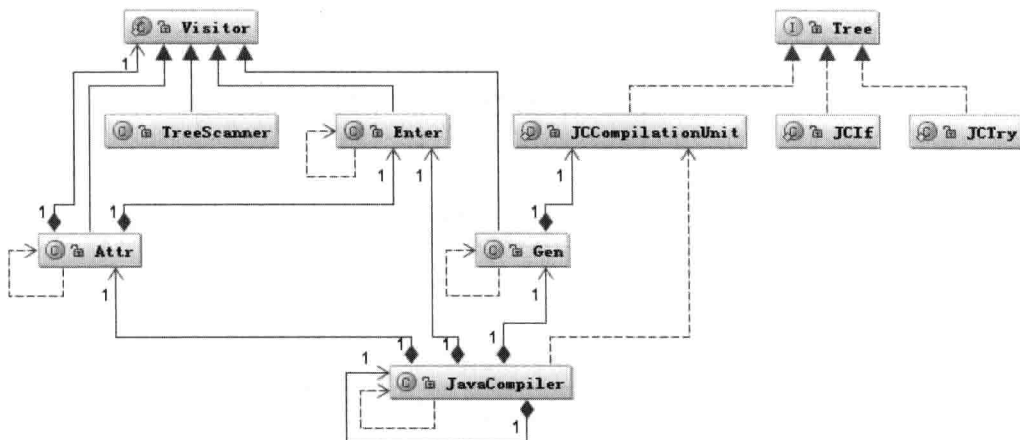 C Visitor
I Tree
1
C TreeScanner
C Enter
C JCCompilationUnit
C JCIf
C JCTry
1
1
1
1
1
1
C Attr
C Gen
1
1
1
1
1
1
C JavaCompiler
1